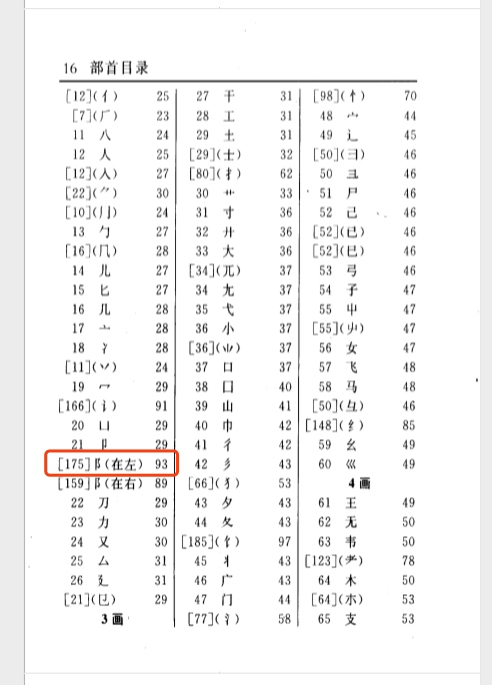 16 部首目录
[12](亻) 25
[7](⺁) 23
11 八 24
12 人 25
[12](入) 27
[22](⺈) 30
[10](刂) 24
13 勹 27
[16](⺆) 28
14 儿 27
15 匕 27
16 几 28
17 亠 28
18 冫 28
[11](丷) 24
19 冖 29
[166](讠) 91
20 凵 29
21 卩 29
[175]阝(在左) 93
[159]阝(在右) 89
22 刀 29
23 力 30
24 又 30
25 厶 31
26 廴 31
[21](㔾) 29
3画
27 干 31
28 工 31
29 土 31
[29](士) 32
[80](扌) 62
30 艹 33
31 寸 36
32 廾 36
33 大 36
[34](兀) 37
34 尢 37
35 弋 37
36 小 37
[36](⺌) 37
37 口 37
38 囗 40
39 山 41
40 巾 42
41 彳 42
42 彡 43
[66](犭) 53
43 夕 43
44 夂 43
[185](饣) 97
45 丬 43
46 广 43
47 门 44
[77](氵) 58
[98](忄) 70
48 宀 44
49 辶 45
[50](彐) 45
50 彐 46
51 尸 46
52 己 46
[52](已) 46
[52](巳) 46
53 弓 46
54 子 47
55 屮 47
[55](屮) 47
56 女 47
57 飞 48
58 马 48
[50](彑) 46
[148](纟) 85
59 幺 49
60 巛 49
4画
61 王 49
62 无 50
63 韦 50
[123](耂) 78
64 木 50
[64](朩) 53
65 支 53